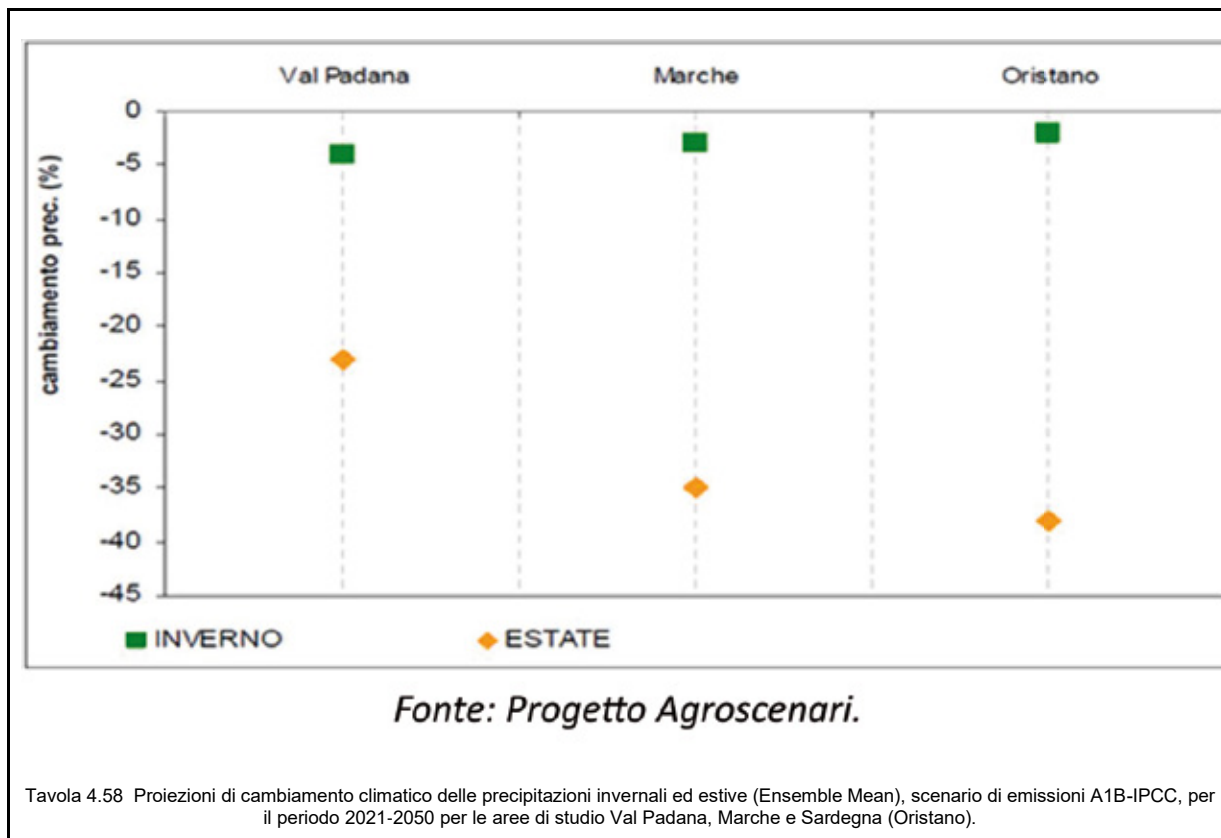 Val Padana Marche Oristano
cambiamento prec. (%)
0
-5
-10
-15
-20
-25
-30
-35
-40
-45
INVERNO ESTATE
Fonte: Progetto Agroscenari.
Tavola 4.58 Proiezioni di cambiamento climatico delle precipitazioni invernali ed estive (Ensemble Mean), scenario di emissioni A1B-IPCC, per
il periodo 2021-2050 per le aree di studio Val Padana, Marche e Sardegna (Oristano).